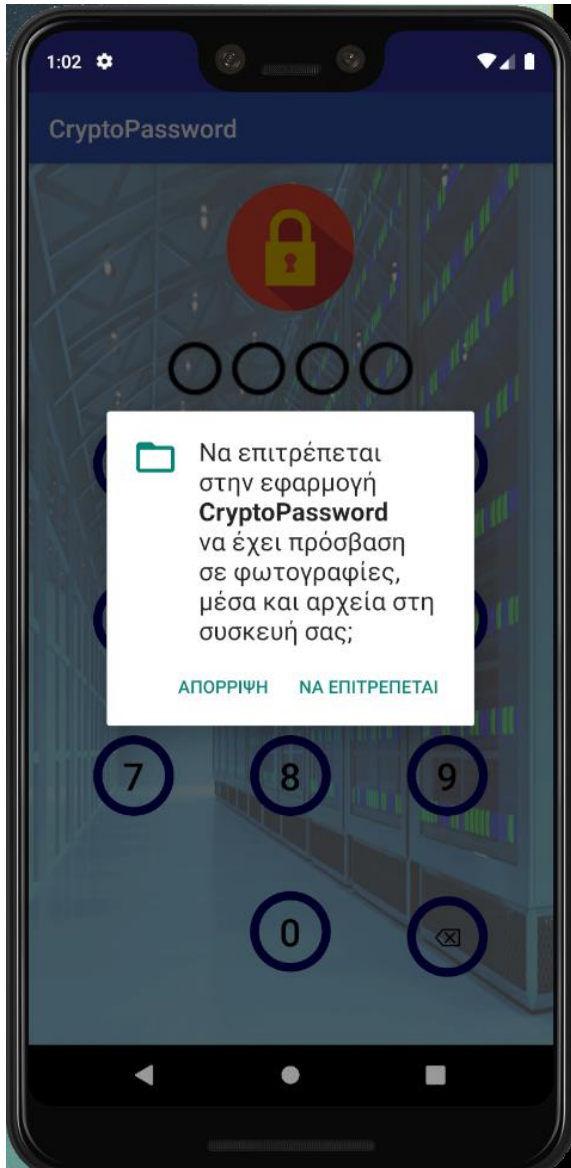 1:02
CryptoPassword
Να επιτρέπεται
στην εφαρμογή
CryptoPassword
να έχει πρόσβαση
σε φωτογραφίες,
μέσα και αρχεία στη
συσκευή σας;
ΑΠΟΡΡΙΨΗ ΝΑ ΕΠΙΤΡΕΠΕΤΑΙ
7 8 9
0